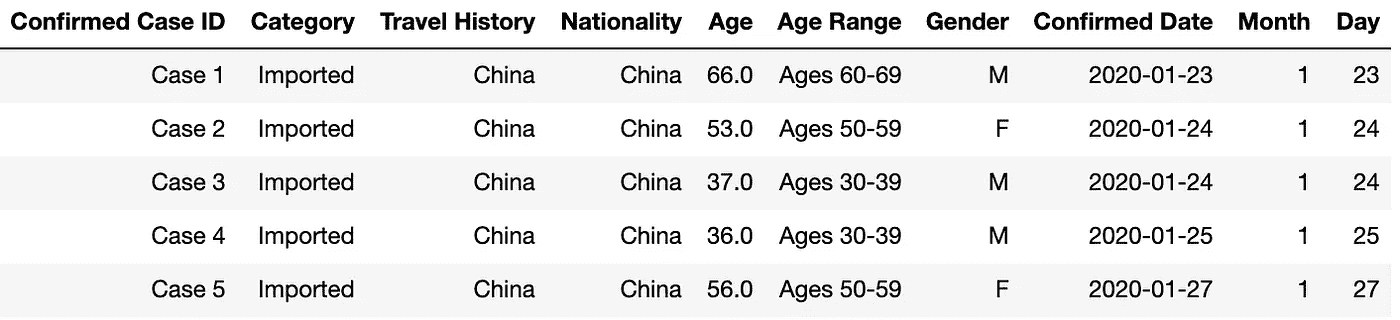 Confirmed Case ID Category Travel History Nationality Age Age Range Gender Confirmed Date Month Day
Case 1 Imported China China 66.0 Ages 60-69 M 2020-01-23 1 23
Case 2 Imported China China 53.0 Ages 50-59 F 2020-01-24 1 24
Case 3 Imported China China 37.0 Ages 30-39 M 2020-01-24 1 24
Case 4 Imported China China 36.0 Ages 30-39 M 2020-01-25 1 25
Case 5 Imported China China 56.0 Ages 50-59 F 2020-01-27 1 27